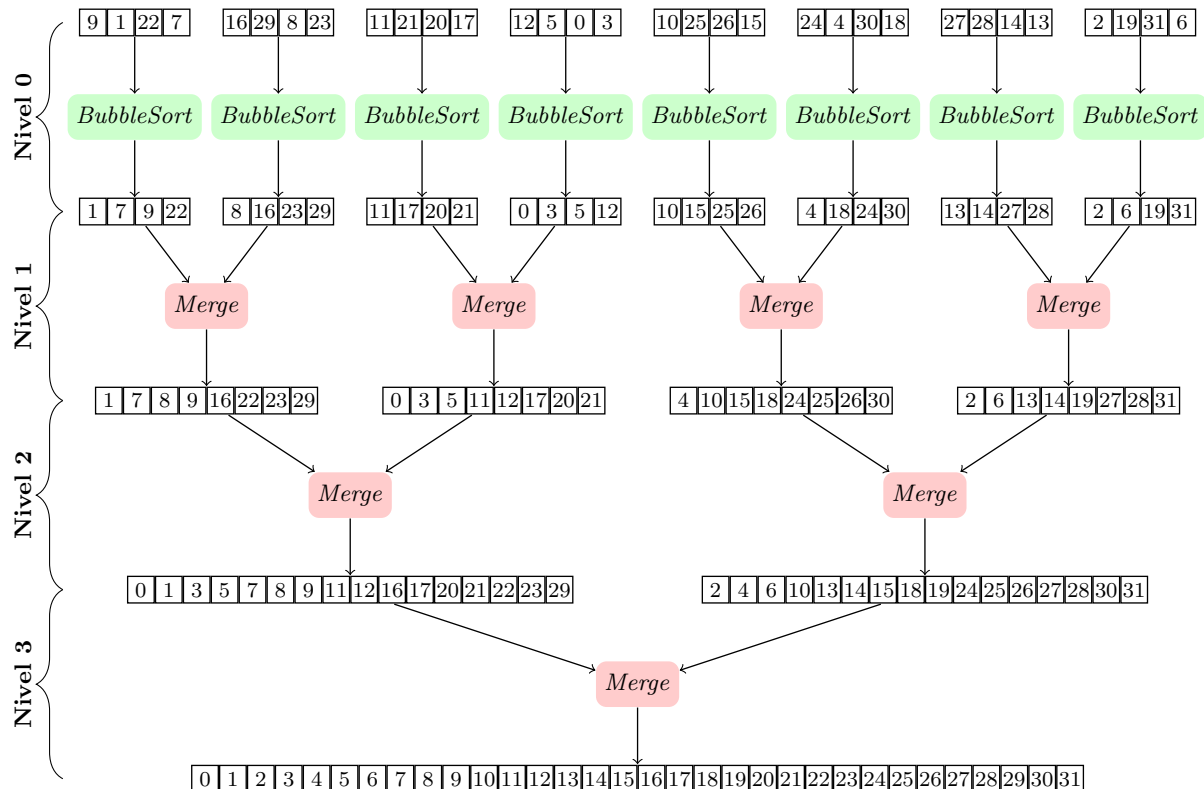 9 1 22 7 16 29 8 23 11 21 20 17 12 5 0 3 10 25 26 15 24 4 30 18 27 28 14 13 2 19 31 6
Nivel 0
BubbleSort BubbleSort BubbleSort BubbleSort BubbleSort BubbleSort BubbleSort BubbleSort
1 7 9 22 8 16 23 29 11 17 20 21 0 3 5 12 10 15 25 26 4 18 24 30 13 14 27 28 2 6 19 31
Nivel 1
Merge Merge Merge Merge
1 7 8 9 16 22 23 29 0 3 5 11 12 17 20 21 4 10 15 18 24 25 26 30 2 6 13 14 19 27 28 31
Nivel 2
Merge Merge
0 1 3 5 7 8 9 11 12 16 17 20 21 22 23 29 2 4 6 10 13 14 15 18 19 24 25 26 27 28 30 31
Nivel 3
Merge
0 1 2 3 4 5 6 7 8 9 10 11 12 13 14 15 16 17 18 19 20 21 22 23 24 25 26 27 28 29 30 31